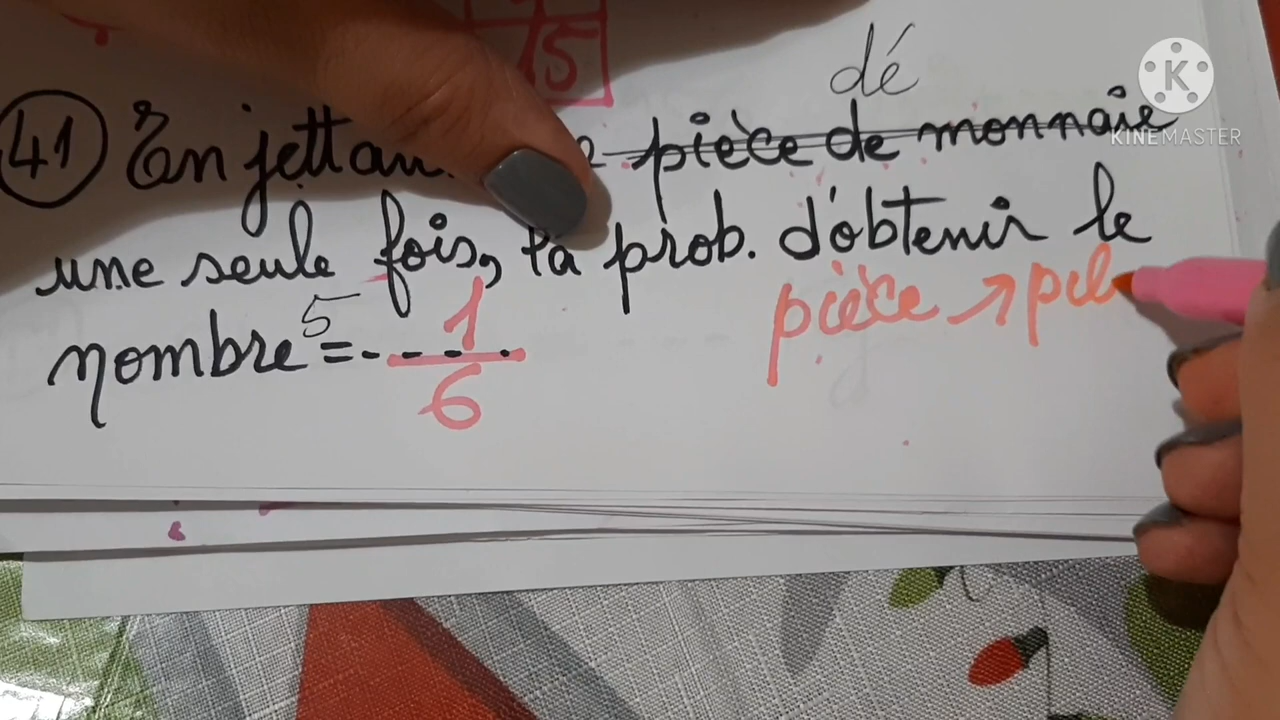 15
dé
41 En jettan pièce de monnaie
KINEMASTER
une seule fois, la prob. d'obtenir le
pièce ↗ pil
nombre 5 = 1/6